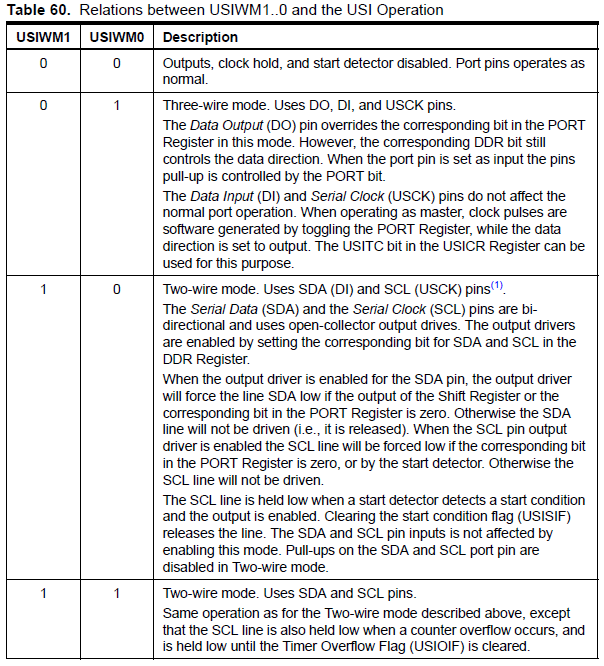 Table 60. Relations between USIWM1..0 and the USI Operation
USIWM1 USIWM0 Description
0 0 Outputs, clock hold, and start detector disabled. Port pins operates as
normal.
0 1 Three-wire mode. Uses DO, DI, and USCK pins.
The Data Output (DO) pin overrides the corresponding bit in the PORT
Register in this mode. However, the corresponding DDR bit still
controls the data direction. When the port pin is set as input the pins
pull-up is controlled by the PORT bit.
The Data Input (DI) and Serial Clock (USCK) pins do not affect the
normal port operation. When operating as master, clock pulses are
software generated by toggling the PORT Register, while the data
direction is set to output. The USITC bit in the USICR Register can be
used for this purpose.
1 0 Two-wire mode. Uses SDA (DI) and SCL (USCK) pins(1).
The Serial Data (SDA) and the Serial Clock (SCL) pins are bi-
directional and uses open-collector output drives. The output drivers
are enabled by setting the corresponding bit for SDA and SCL in the
DDR Register.
When the output driver is enabled for the SDA pin, the output driver
will force the line SDA low if the output of the Shift Register or the
corresponding bit in the PORT Register is zero. Otherwise the SDA
line will not be driven (i.e., it is released). When the SCL pin output
driver is enabled the SCL line will be forced low if the corresponding bit
in the PORT Register is zero, or by the start detector. Otherwise the
SCL line will not be driven.
The SCL line is held low when a start detector detects a start condition
and the output is enabled. Clearing the start condition flag (USISIF)
releases the line. The SDA and SCL pin inputs is not affected by
enabling this mode. Pull-ups on the SDA and SCL port pin are
disabled in Two-wire mode.
1 1 Two-wire mode. Uses SDA and SCL pins.
Same operation as for the Two-wire mode described above, except
that the SCL line is also held low when a counter overflow occurs, and
is held low until the Timer Overflow Flag (USIOIF) is cleared.